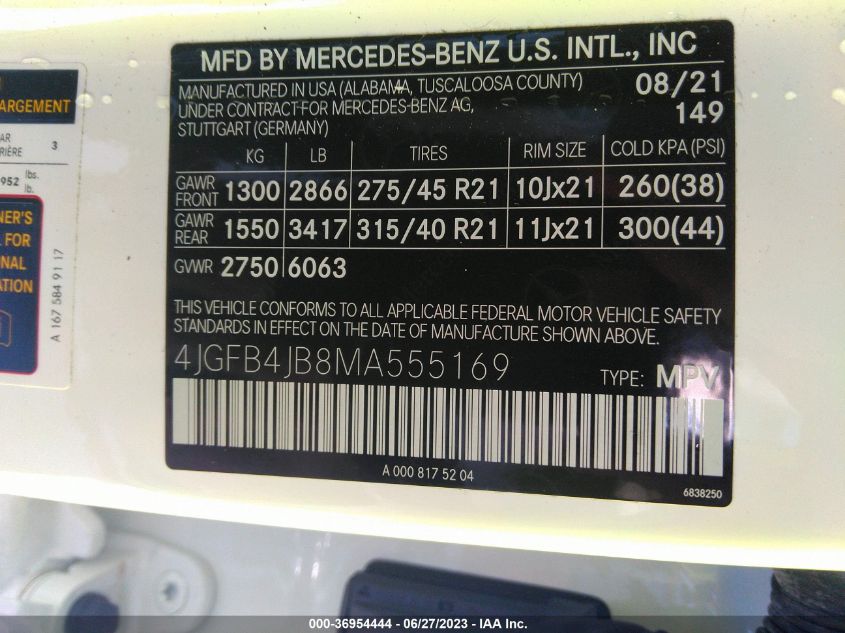 MFD BY MERCEDES-BENZ U.S. INTL., INC
MANUFACTURED IN USA (ALABAMA, TUSCALOOSA COUNTY) 08/21
UNDER CONTRACT FOR MERCEDES-BENZ AG, 149
STUTTGART (GERMANY)
KG LB TIRES RIM SIZE COLD KPA (PSI)
GAWR FRONT 1300 2866 275/45 R21 10Jx21 260(38)
GAWR REAR 1550 3417 315/40 R21 11Jx21 300(44)
GVWR 2750 6063
THIS VEHICLE CONFORMS TO ALL APPLICABLE FEDERAL MOTOR VEHICLE SAFETY
STANDARDS IN EFFECT ON THE DATE OF MANUFACTURE SHOWN ABOVE.
4JGFB4JB8MA555169 TYPE: MPV
A 000 817 52 04
6838250
3
952 lbs.
lb.
FOR
A 167 584 91 17
000-36954444 - 06/27/2023 - IAA Inc.